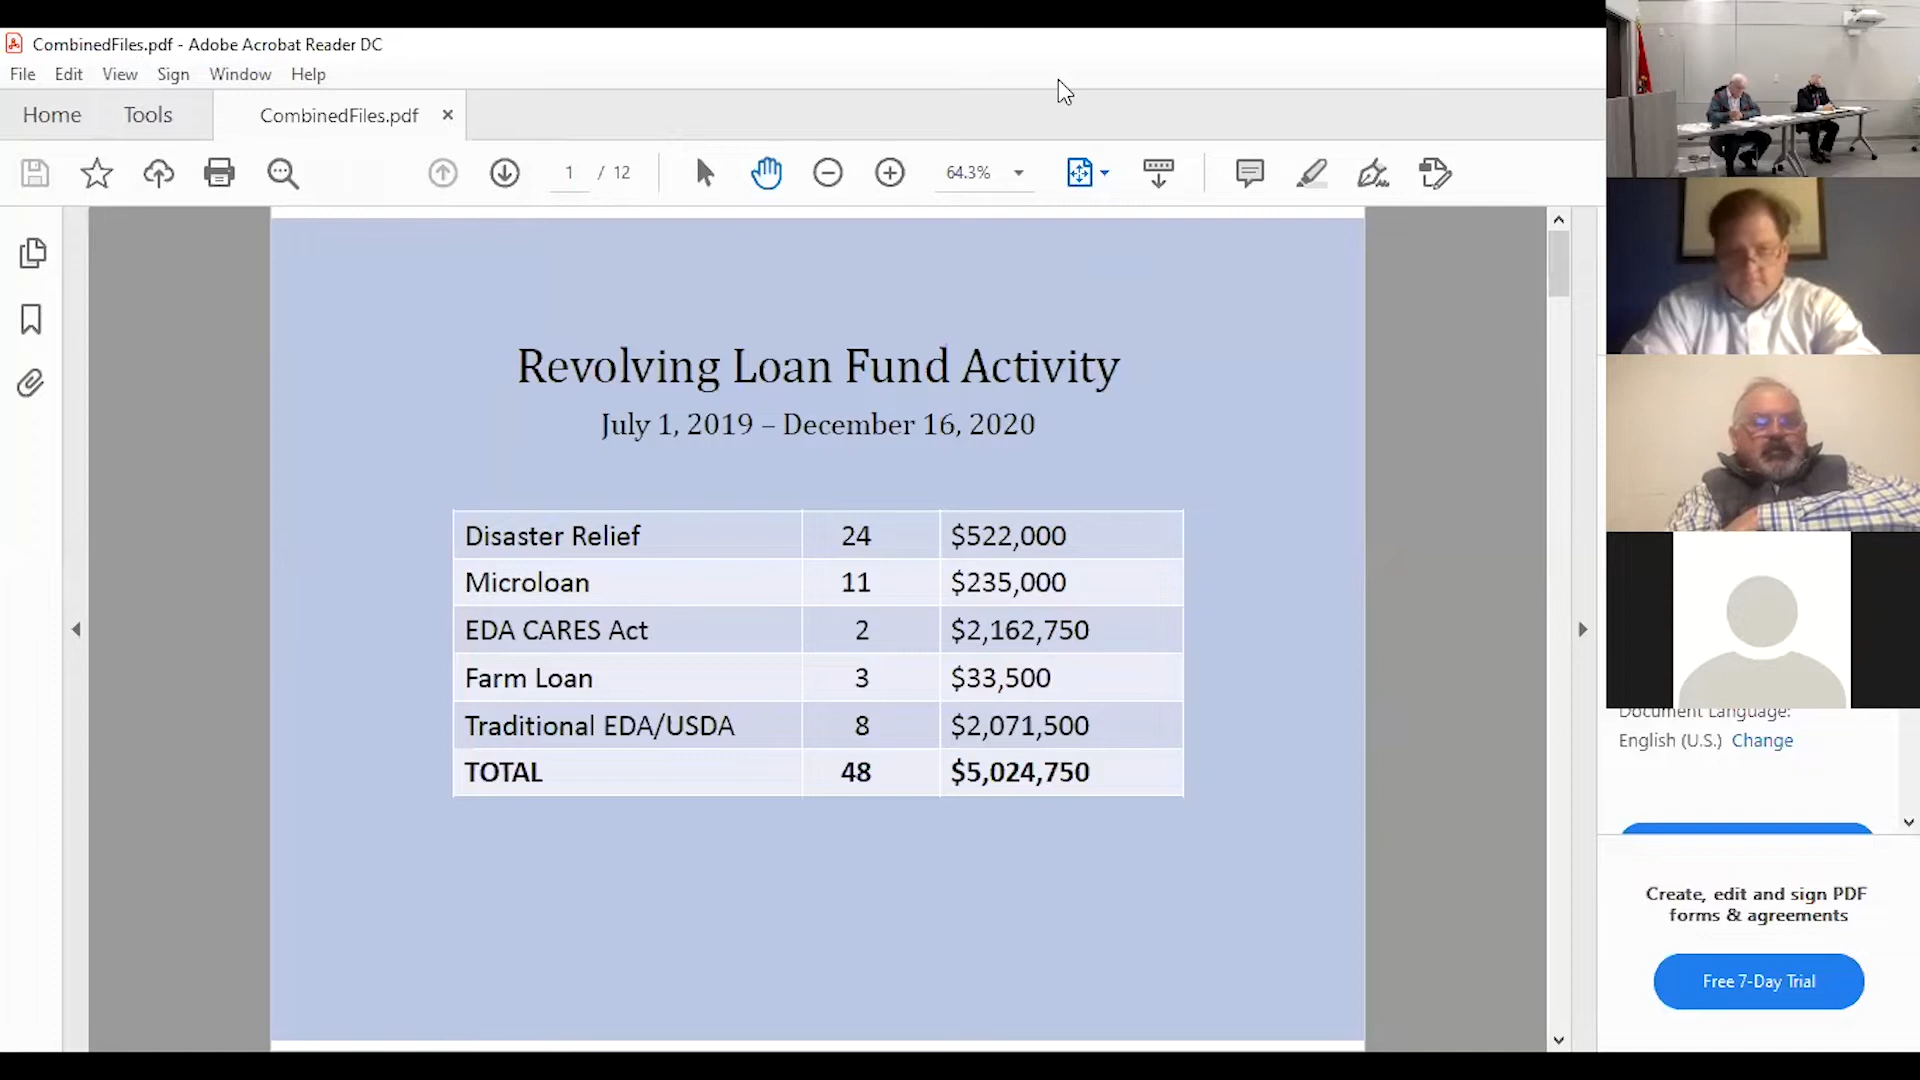 CombinedFiles.pdf - Adobe Acrobat Reader DC
File Edit View Sign Window Help
Home Tools CombinedFiles.pdf ×
1 / 12 64.3%
Revolving Loan Fund Activity
July 1, 2019 – December 16, 2020
Disaster Relief 24 $522,000
Microloan 11 $235,000
EDA CARES Act 2 $2,162,750
Farm Loan 3 $33,500
Traditional EDA/USDA 8 $2,071,500
TOTAL 48 $5,024,750
Document Language:
English (U.S.) Change
Create, edit and sign PDF
forms & agreements
Free 7-Day Trial